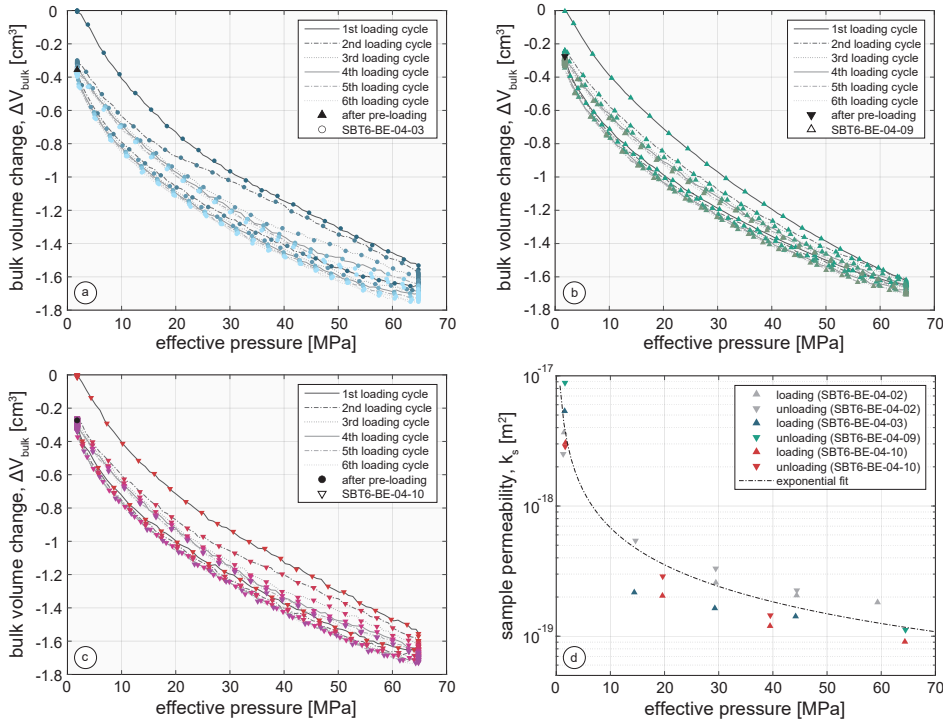 0
-0.2
-0.4
-0.6
-0.8
-1
-1.2
-1.4
-1.6
-1.8
bulk volume change, ΔV_bulk [cm³]
0 10 20 30 40 50 60 70
effective pressure [MPa]
1st loading cycle
2nd loading cycle
3rd loading cycle
4th loading cycle
5th loading cycle
6th loading cycle
after pre-loading
SBT6-BE-04-03
a
0
-0.2
-0.4
-0.6
-0.8
-1
-1.2
-1.4
-1.6
-1.8
bulk volume change, ΔV_bulk [cm³]
0 10 20 30 40 50 60 70
effective pressure [MPa]
1st loading cycle
2nd loading cycle
3rd loading cycle
4th loading cycle
5th loading cycle
6th loading cycle
after pre-loading
SBT6-BE-04-09
b
0
-0.2
-0.4
-0.6
-0.8
-1
-1.2
-1.4
-1.6
-1.8
bulk volume change, ΔV_bulk [cm³]
0 10 20 30 40 50 60 70
effective pressure [MPa]
1st loading cycle
2nd loading cycle
3rd loading cycle
4th loading cycle
5th loading cycle
6th loading cycle
after pre-loading
SBT6-BE-04-10
c
10⁻¹⁷
10⁻¹⁸
10⁻¹⁹
sample permeability, k_s [m²]
0 10 20 30 40 50 60 70
effective pressure [MPa]
loading (SBT6-BE-04-02)
unloading (SBT6-BE-04-02)
loading (SBT6-BE-04-03)
unloading (SBT6-BE-04-09)
loading (SBT6-BE-04-10)
unloading (SBT6-BE-04-10)
exponential fit
d